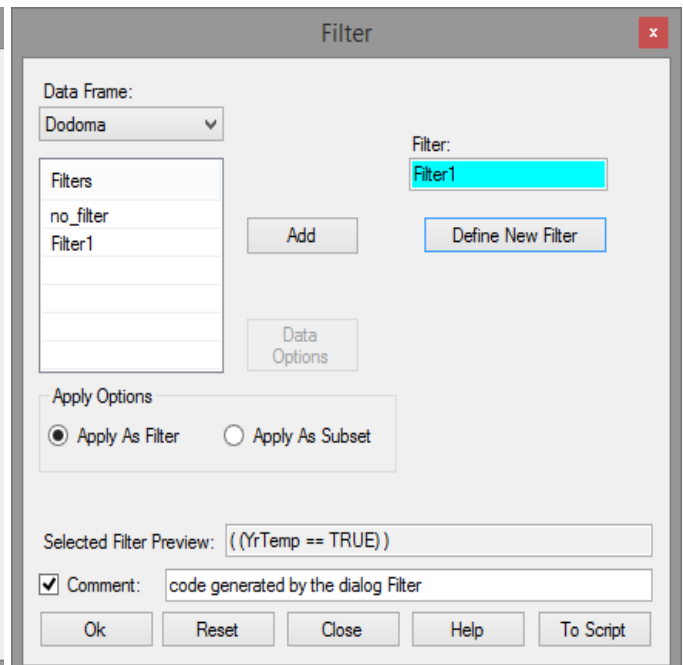 Filter
x
Data Frame:
Dodoma
Filter:
Filters
Filter1
no_filter
Filter1
Add
Define New Filter
Data
Options
Apply Options
Apply As Filter
Apply As Subset
Selected Filter Preview: ( (YrTemp == TRUE) )
Comment: code generated by the dialog Filter
Ok Reset Close Help To Script